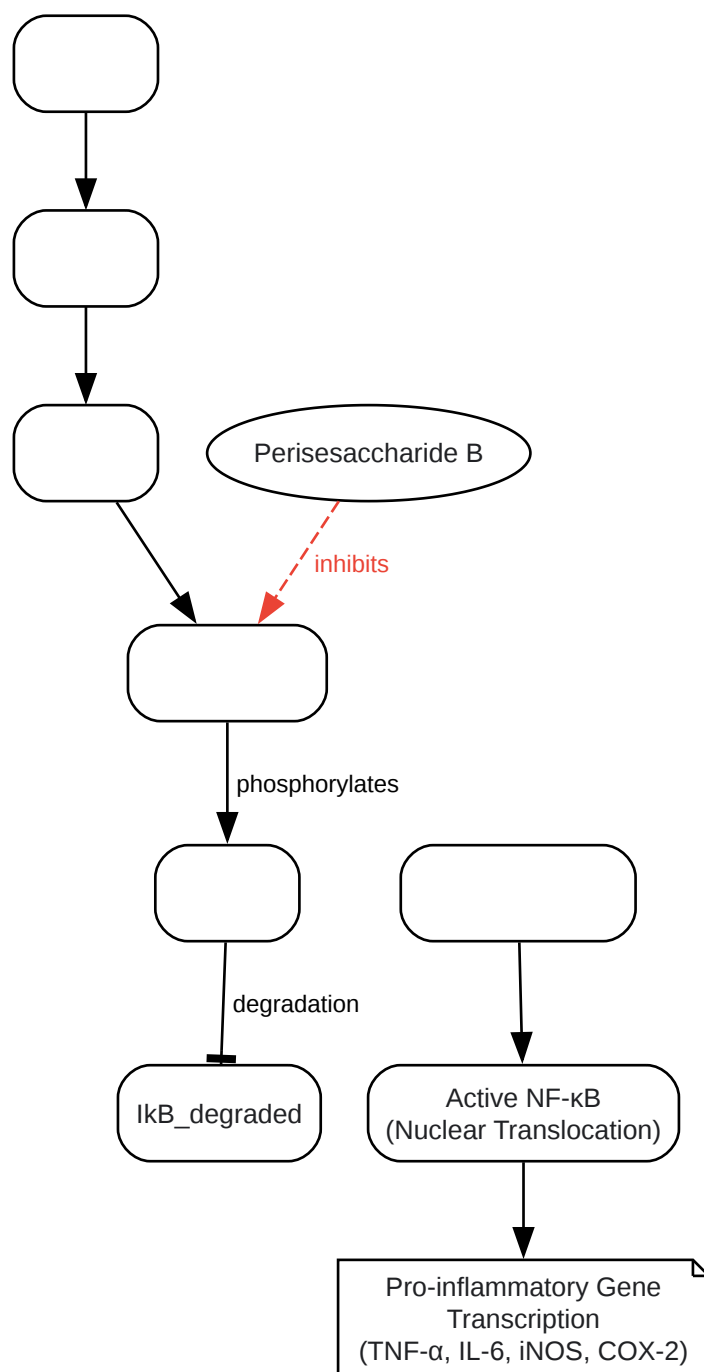 Perisesaccharide B
inhibits
phosphorylates
degradation
IkB_degraded
Active NF-κB
(Nuclear Translocation)
Pro-inflammatory Gene
Transcription
(TNF-α, IL-6, iNOS, COX-2)